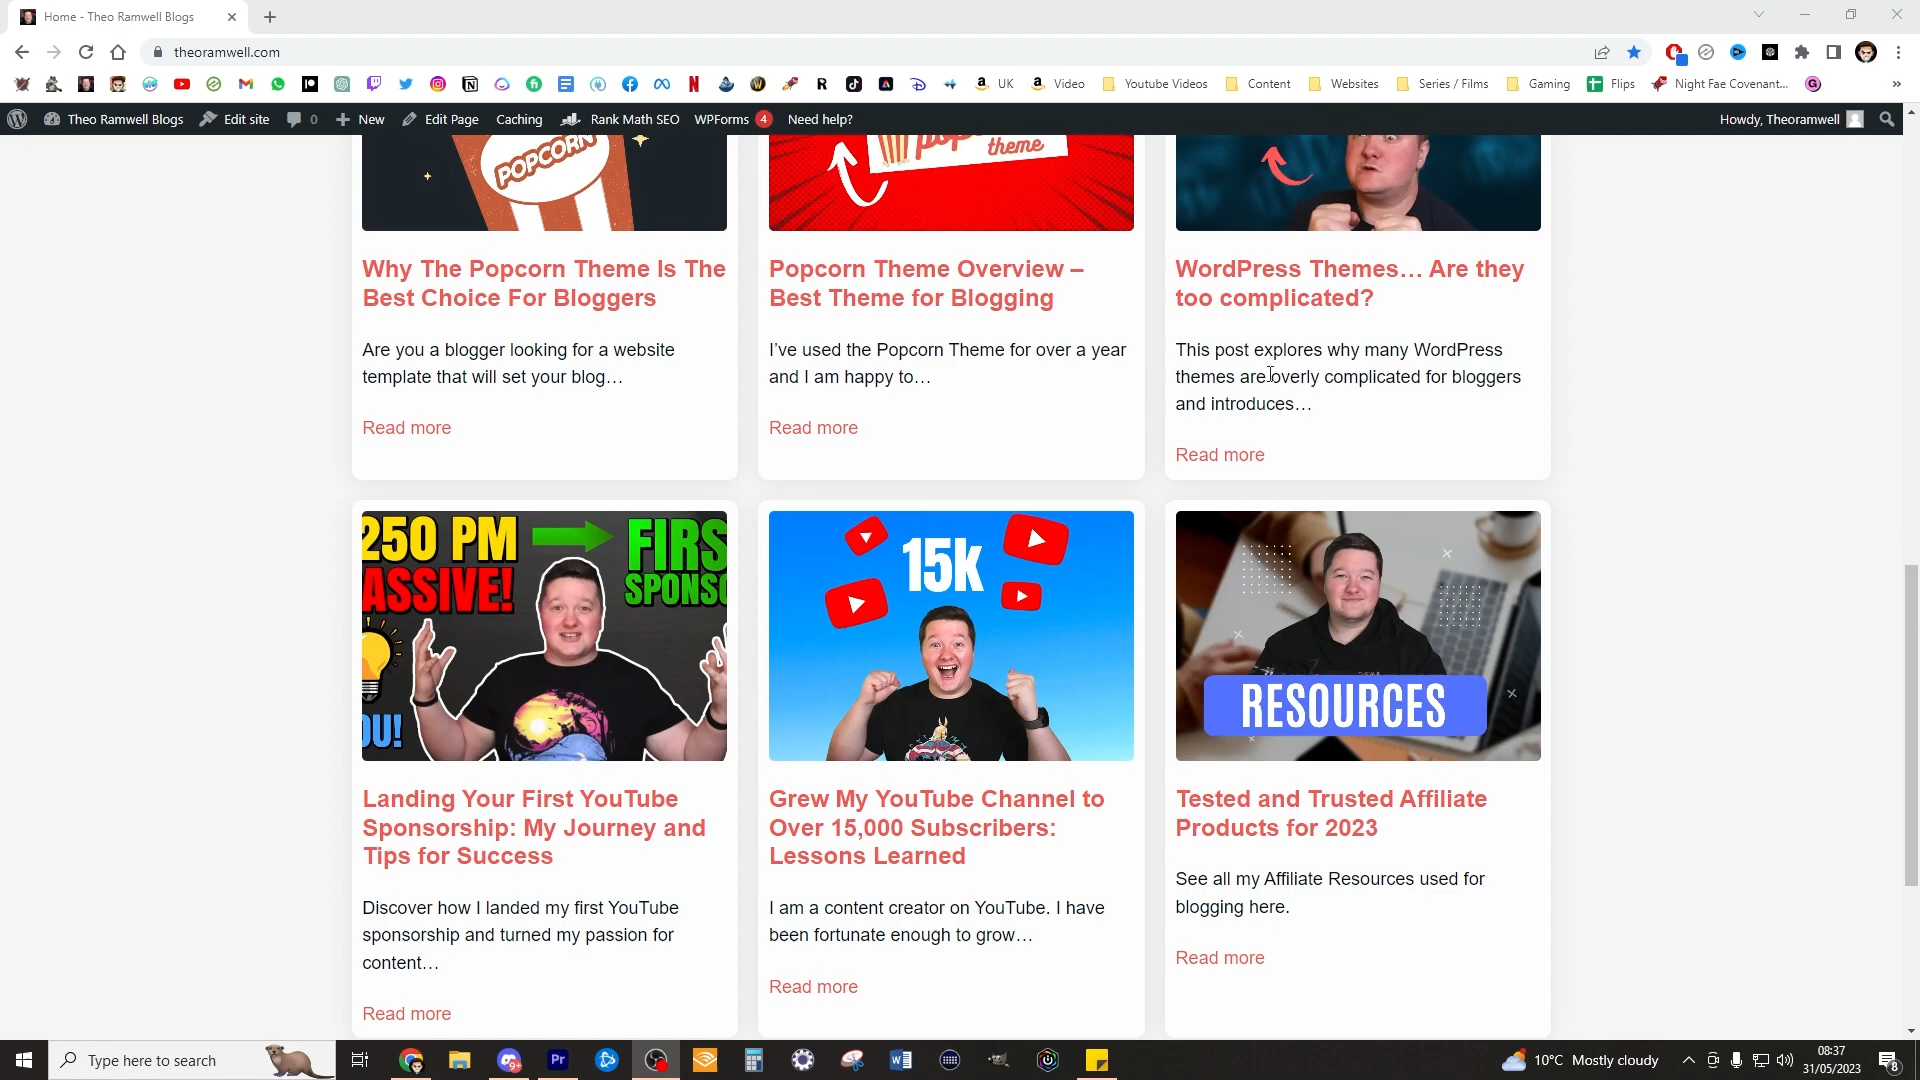 Home - Theo Ramwell Blogs
theoramwell.com
UK
Video
Youtube Videos
Content
Websites
Series / Films
Gaming
Flips
Night Fae Covenant...
»
Theo Ramwell Blogs
Edit site
0
New
Edit Page
Caching
Rank Math SEO
WPForms 4
Need help?
Howdy, Theoramwell
POPCORN
theme
Why The Popcorn Theme Is The
Best Choice For Bloggers
Are you a blogger looking for a website
template that will set your blog…
Read more
Popcorn Theme Overview –
Best Theme for Blogging
I've used the Popcorn Theme for over a year
and I am happy to…
Read more
WordPress Themes… Are they
too complicated?
This post explores why many WordPress
themes are overly complicated for bloggers
and introduces…
Read more
250 PM
ASSIVE!
FIRS
SPONSO
OU!
Landing Your First YouTube
Sponsorship: My Journey and
Tips for Success
Discover how I landed my first YouTube
sponsorship and turned my passion for
content…
Read more
15k
Grew My YouTube Channel to
Over 15,000 Subscribers:
Lessons Learned
I am a content creator on YouTube. I have
been fortunate enough to grow…
Read more
RESOURCES
Tested and Trusted Affiliate
Products for 2023
See all my Affiliate Resources used for
blogging here.
Read more
Type here to search
9+
10°C Mostly cloudy
08:37
31/05/2023
8